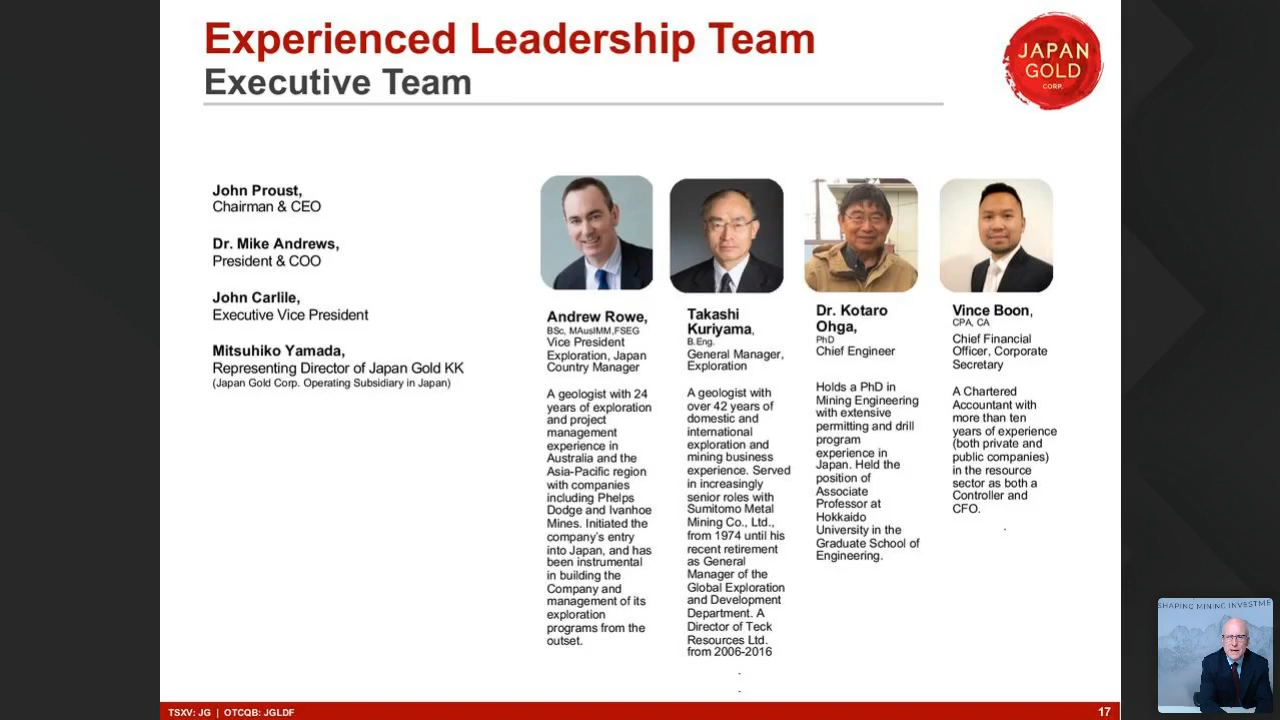 Experienced Leadership Team
Executive Team
JAPAN
GOLD
CORP.
John Proust,
Chairman & CEO
Dr. Mike Andrews,
President & COO
John Carlile,
Executive Vice President
Mitsuhiko Yamada,
Representing Director of Japan Gold KK
(Japan Gold Corp. Operating Subsidiary in Japan)
Andrew Rowe,
BSc, MAusIMM,FSEG
Vice President
Exploration, Japan
Country Manager
A geologist with 24
years of exploration
and project
management
experience in
Australia and the
Asia-Pacific region
with companies
including Phelps
Dodge and Ivanhoe
Mines. Initiated the
company's entry
into Japan, and has
been instrumental
in building the
Company and
management of its
exploration
programs from the
outset.
Takashi
Kuriyama,
B.Eng.
General Manager,
Exploration
A geologist with
over 42 years of
domestic and
international
exploration and
mining business
experience. Served
in increasingly
senior roles with
Sumitomo Metal
Mining Co., Ltd.,
from 1974 until his
recent retirement
as General
Manager of the
Global Exploration
and Development
Department. A
Director of Teck
Resources Ltd.
from 2006-2016
.
.
Dr. Kotaro
Ohga,
PhD
Chief Engineer
Holds a PhD in
Mining Engineering
with extensive
permitting and drill
program
experience in
Japan. Held the
position of
Associate
Professor at
Hokkaido
University in the
Graduate School of
Engineering.
Vince Boon,
CPA, CA
Chief Financial
Officer, Corporate
Secretary
A Chartered
Accountant with
more than ten
years of experience
(both private and
public companies)
in the resource
sector as both a
Controller and
CFO.
.
SHAPING MINING INVESTME
TSXV: JG | OTCQB: JGLDF
17